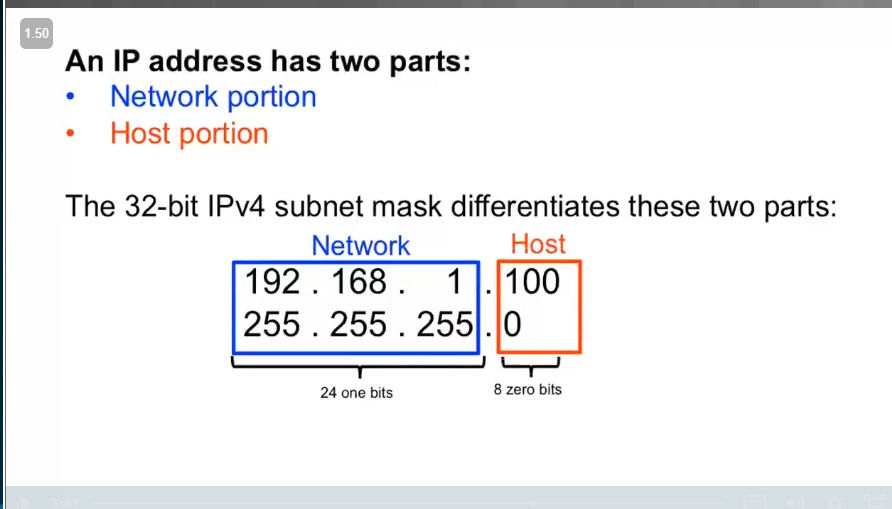 1.50
An IP address has two parts:
• Network portion
• Host portion
The 32-bit IPv4 subnet mask differentiates these two parts:
Network Host
192 . 168 . 1 . 100
255 . 255 . 255 . 0
24 one bits 8 zero bits
3:41